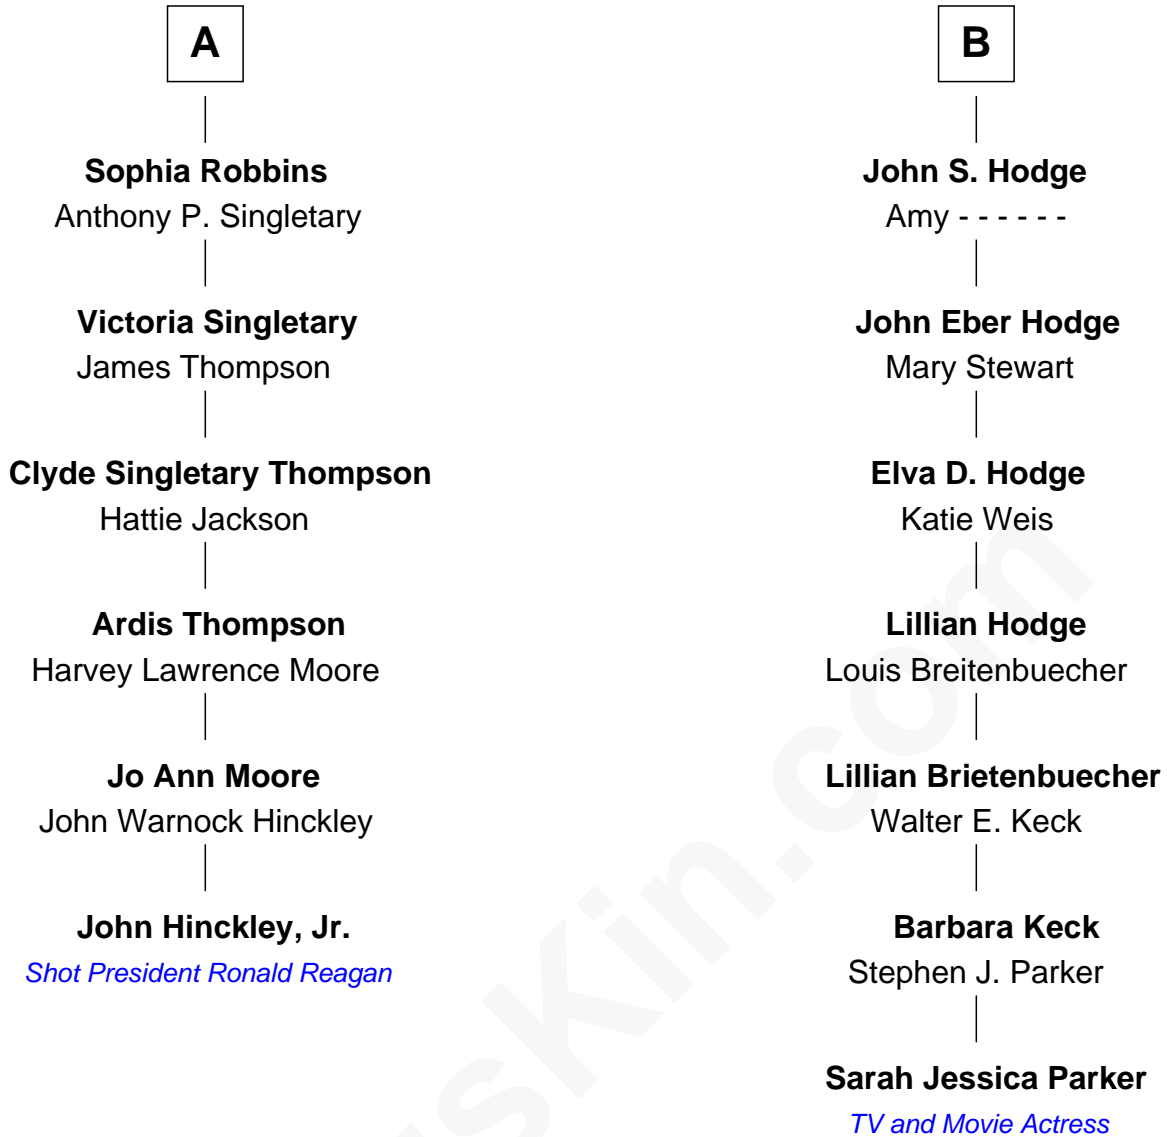 A
Sophia Robbins
Anthony P. Singletary
Victoria Singletary
James Thompson
Clyde Singletary Thompson
Hattie Jackson
Ardis Thompson
Harvey Lawrence Moore
Jo Ann Moore
John Warnock Hinckley
John Hinckley, Jr.
Shot President Ronald Reagan
B
John S. Hodge
Amy - - - - - -
John Eber Hodge
Mary Stewart
Elva D. Hodge
Katie Weis
Lillian Hodge
Louis Breitenbuecher
Lillian Brietenbuecher
Walter E. Keck
Barbara Keck
Stephen J. Parker
Sarah Jessica Parker
TV and Movie Actress